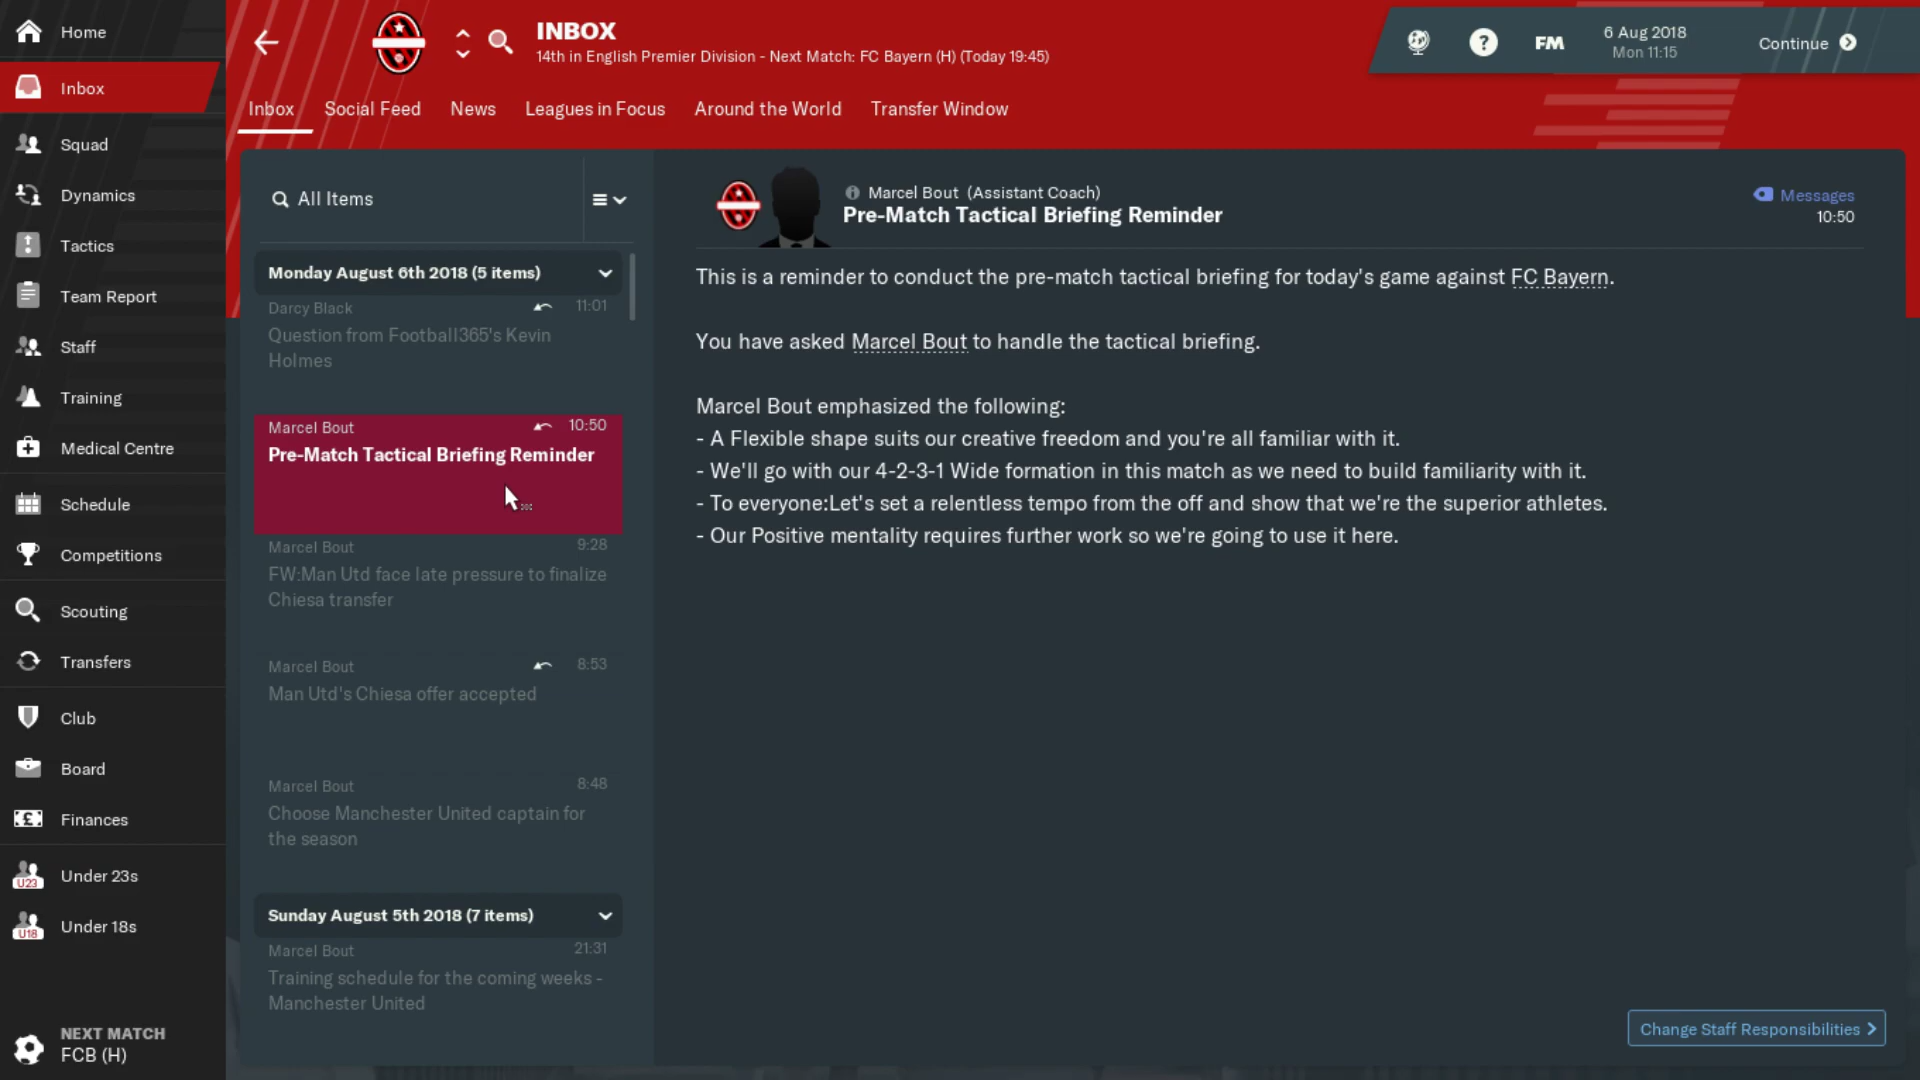 Home
Inbox
Squad
Dynamics
Tactics
Team Report
Staff
Training
Medical Centre
Schedule
Competitions
Scouting
Transfers
Club
Board
Finances
U23
Under 23s
U18
Under 18s
NEXT MATCH
FCB (H)
INBOX
14th in English Premier Division - Next Match: FC Bayern (H) (Today 19:45)
FM
6 Aug 2018
Mon 11:15
Continue
Inbox
Social Feed
News
Leagues in Focus
Around the World
Transfer Window
All Items
Monday August 6th 2018 (5 items)
Darcy Black 11:01
Question from Football365's Kevin
Holmes
Marcel Bout 10:50
Pre-Match Tactical Briefing Reminder
Marcel Bout 9:28
FW:Man Utd face late pressure to finalize
Chiesa transfer
Marcel Bout 8:53
Man Utd's Chiesa offer accepted
Marcel Bout 8:48
Choose Manchester United captain for
the season
Sunday August 5th 2018 (7 items)
Marcel Bout 21:31
Training schedule for the coming weeks -
Manchester United
Marcel Bout (Assistant Coach)
Pre-Match Tactical Briefing Reminder
Messages
10:50
This is a reminder to conduct the pre-match tactical briefing for today's game against FC Bayern.
You have asked Marcel Bout to handle the tactical briefing.
Marcel Bout emphasized the following:
- A Flexible shape suits our creative freedom and you're all familiar with it.
- We'll go with our 4-2-3-1 Wide formation in this match as we need to build familiarity with it.
- To everyone:Let's set a relentless tempo from the off and show that we're the superior athletes.
- Our Positive mentality requires further work so we're going to use it here.
Change Staff Responsibilities